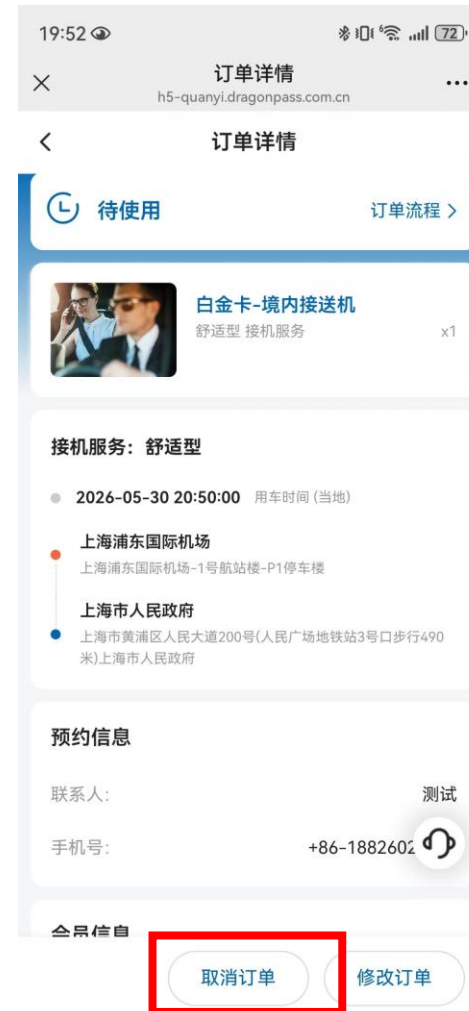 19:52
72
订单详情
h5-quanyi.dragonpass.com.cn
订单详情
待使用
订单流程
白金卡-境内接送机
舒适型 接机服务
x1
接机服务：舒适型
2026-05-30 20:50:00 用车时间 (当地)
上海浦东国际机场
上海浦东国际机场-1号航站楼-P1停车楼
上海市人民政府
上海市黄浦区人民大道200号(人民广场地铁站3号口步行490
米)上海市人民政府
预约信息
联系人:
测试
手机号:
+86-1882602
会员信息
取消订单
修改订单